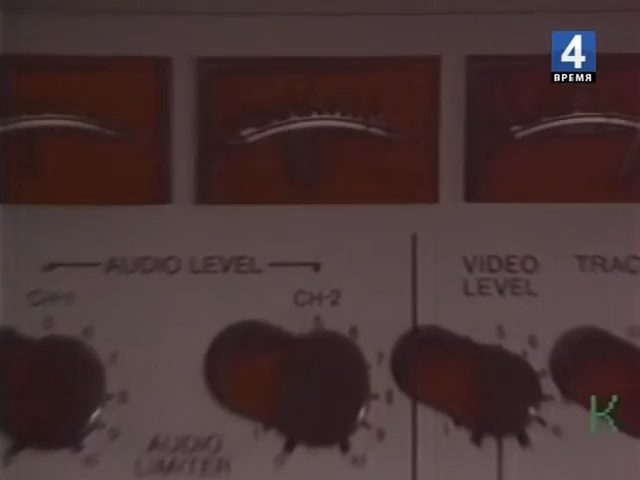 4
ВРЕМЯ
AUDIO LEVEL
VIDEO
LEVEL
TRAC
CH-1
CH-2
AUDIO
LIMITER
K